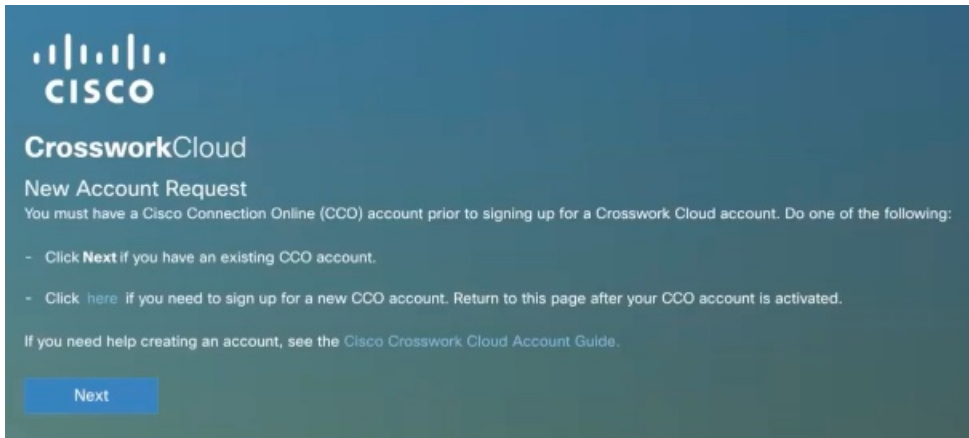 CISCO
CrossworkCloud
New Account Request
You must have a Cisco Connection Online (CCO) account prior to signing up for a Crosswork Cloud account. Do one of the following:
- Click Next if you have an existing CCO account.
- Click here if you need to sign up for a new CCO account. Return to this page after your CCO account is activated.
If you need help creating an account, see the Cisco Crosswork Cloud Account Guide.
Next